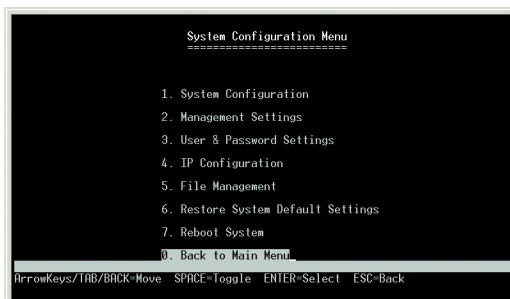 System Configuration Menu
=========================
1. System Configuration
2. Management Settings
3. User & Password Settings
4. IP Configuration
5. File Management
6. Restore System Default Settings
7. Reboot System
0. Back to Main Menu_
ArrowKeys/TAB/BACK=Move  SPACE=Toggle  ENTER=Select  ESC=Back